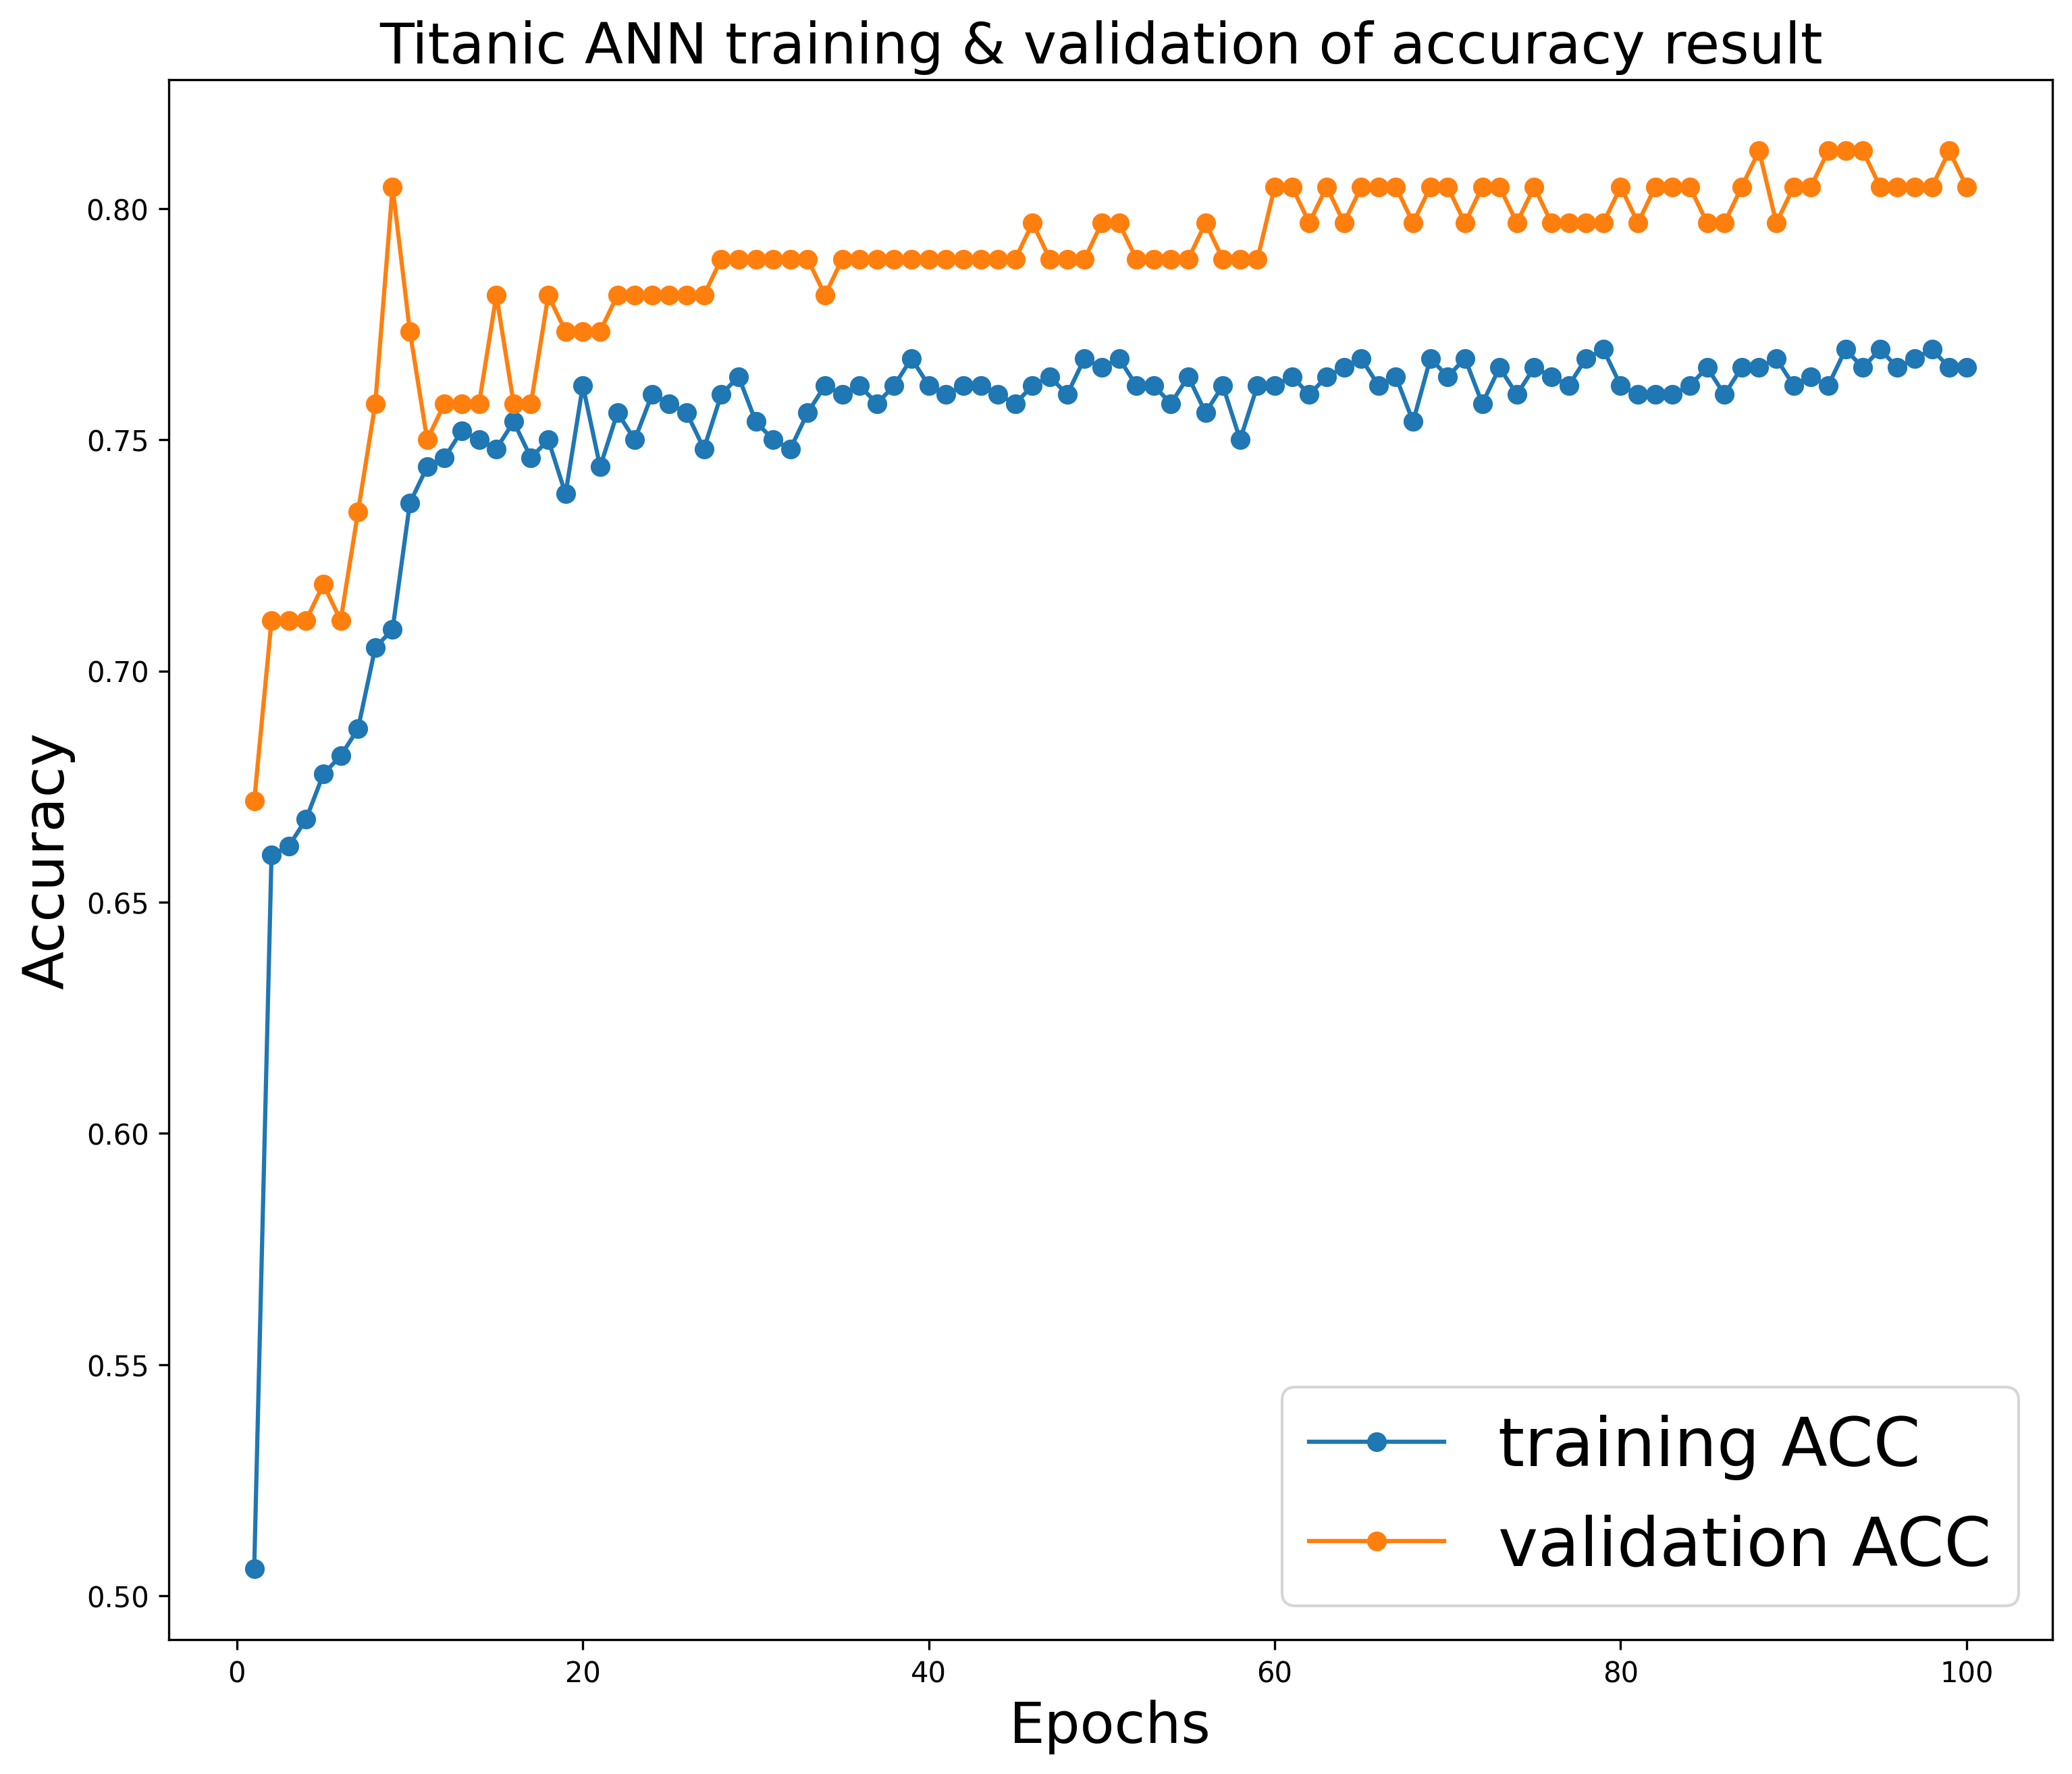 Titanic ANN training & validation of accuracy result
Accuracy
0.80
0.75
0.70
0.65
0.60
0.55
0.50
training ACC
validation ACC
0 20 40 60 80 100
Epochs